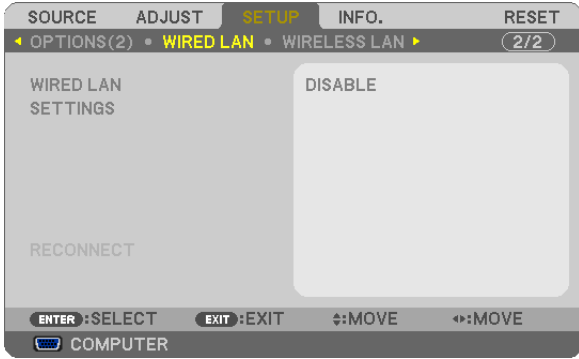 SOURCE ADJUST SETUP INFO. RESET
OPTIONS(2) • WIRED LAN • WIRELESS LAN 2/2
WIRED LAN DISABLE
SETTINGS
RECONNECT
ENTER :SELECT EXIT :EXIT :MOVE :MOVE
COMPUTER